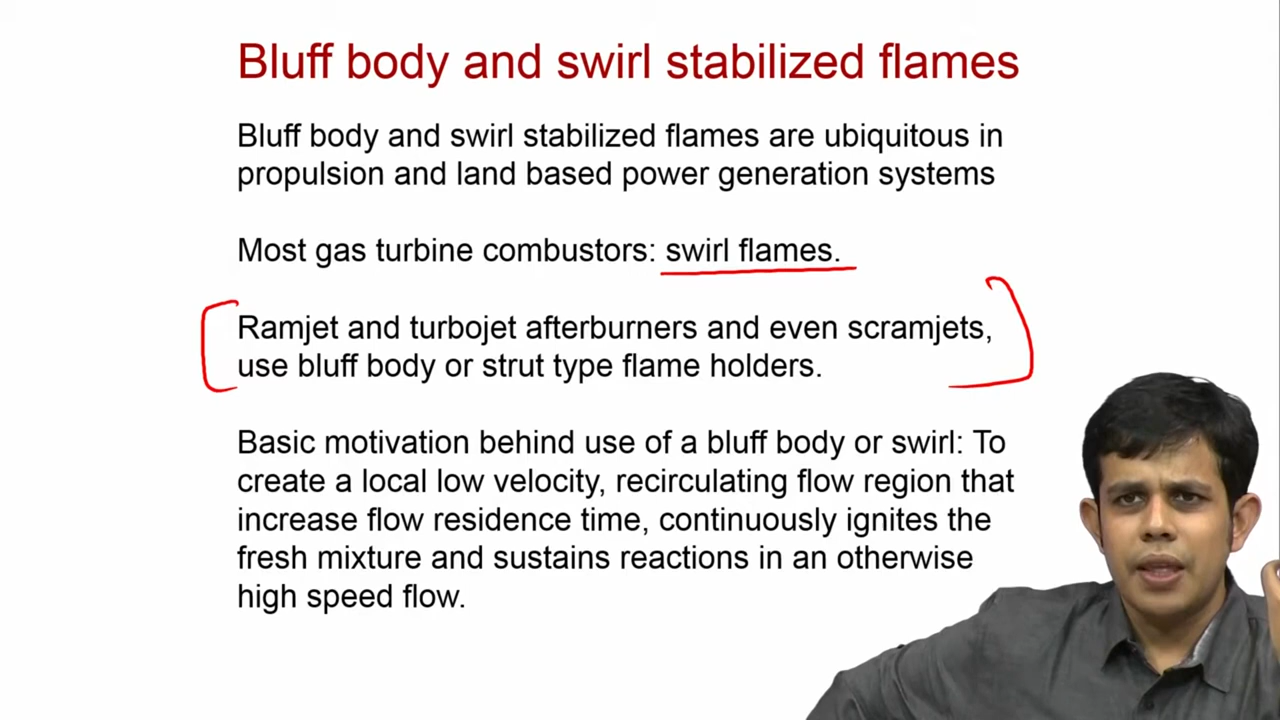 Bluff body and swirl stabilized flames
Bluff body and swirl stabilized flames are ubiquitous in
propulsion and land based power generation systems
Most gas turbine combustors: swirl flames.
Ramjet and turbojet afterburners and even scramjets,
use bluff body or strut type flame holders.
Basic motivation behind use of a bluff body or swirl: To
create a local low velocity, recirculating flow region that
increase flow residence time, continuously ignites the
fresh mixture and sustains reactions in an otherwise
high speed flow.